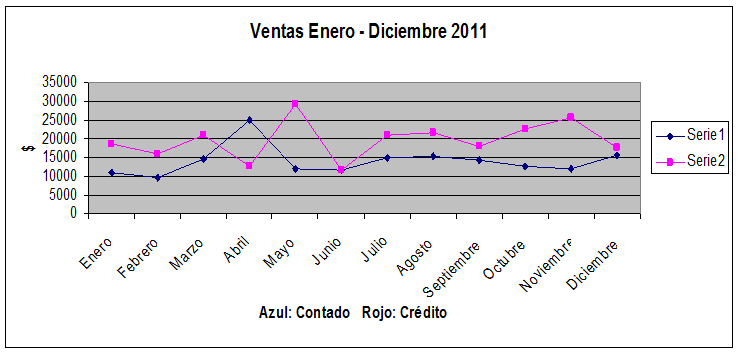 Ventas Enero - Diciembre 2011
35000
30000
25000
20000
15000
10000
5000
0
$
Enero
Febrero
Marzo
Abril
Mayo
Junio
Julio
Agosto
Septiembre
Octubre
Noviembre
Diciembre
Serie1
Serie2
Azul: Contado Rojo: Crédito